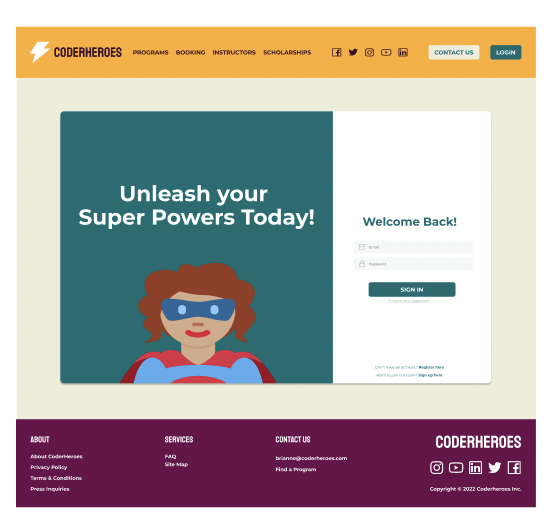 CODERHEROES
PROGRAMS BOOKING INSTRUCTORS SCHOLARSHIPS
CONTACT US
LOGIN
Unleash your
Super Powers Today!
Welcome Back!
Email
Password
SIGN IN
Forgot your password?
Don't have an account? Register here
Want to join our team? Sign up here
ABOUT
About CoderHeroes
Privacy Policy
Terms & Conditions
Press Inquiries
SERVICES
FAQ
Site Map
CONTACT US
brianne@coderheroes.com
Find a Program
CODERHEROES
Copyright © 2022 Coderheroes Inc.